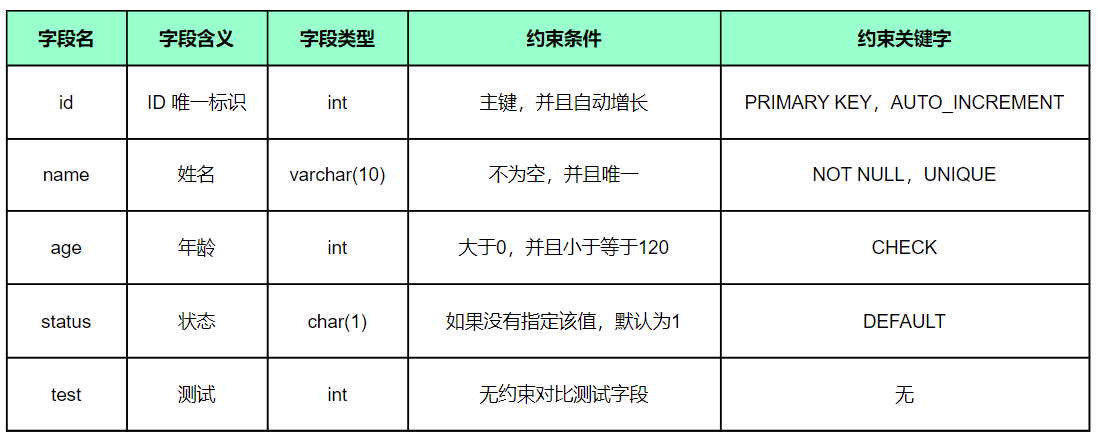 字段名 字段含义 字段类型 约束条件 约束关键字
id ID 唯一标识 int 主键，并且自动增长 PRIMARY KEY，AUTO_INCREMENT
name 姓名 varchar(10) 不为空，并且唯一 NOT NULL，UNIQUE
age 年龄 int 大于0，并且小于等于120 CHECK
status 状态 char(1) 如果没有指定该值，默认为1 DEFAULT
test 测试 int 无约束对比测试字段 无